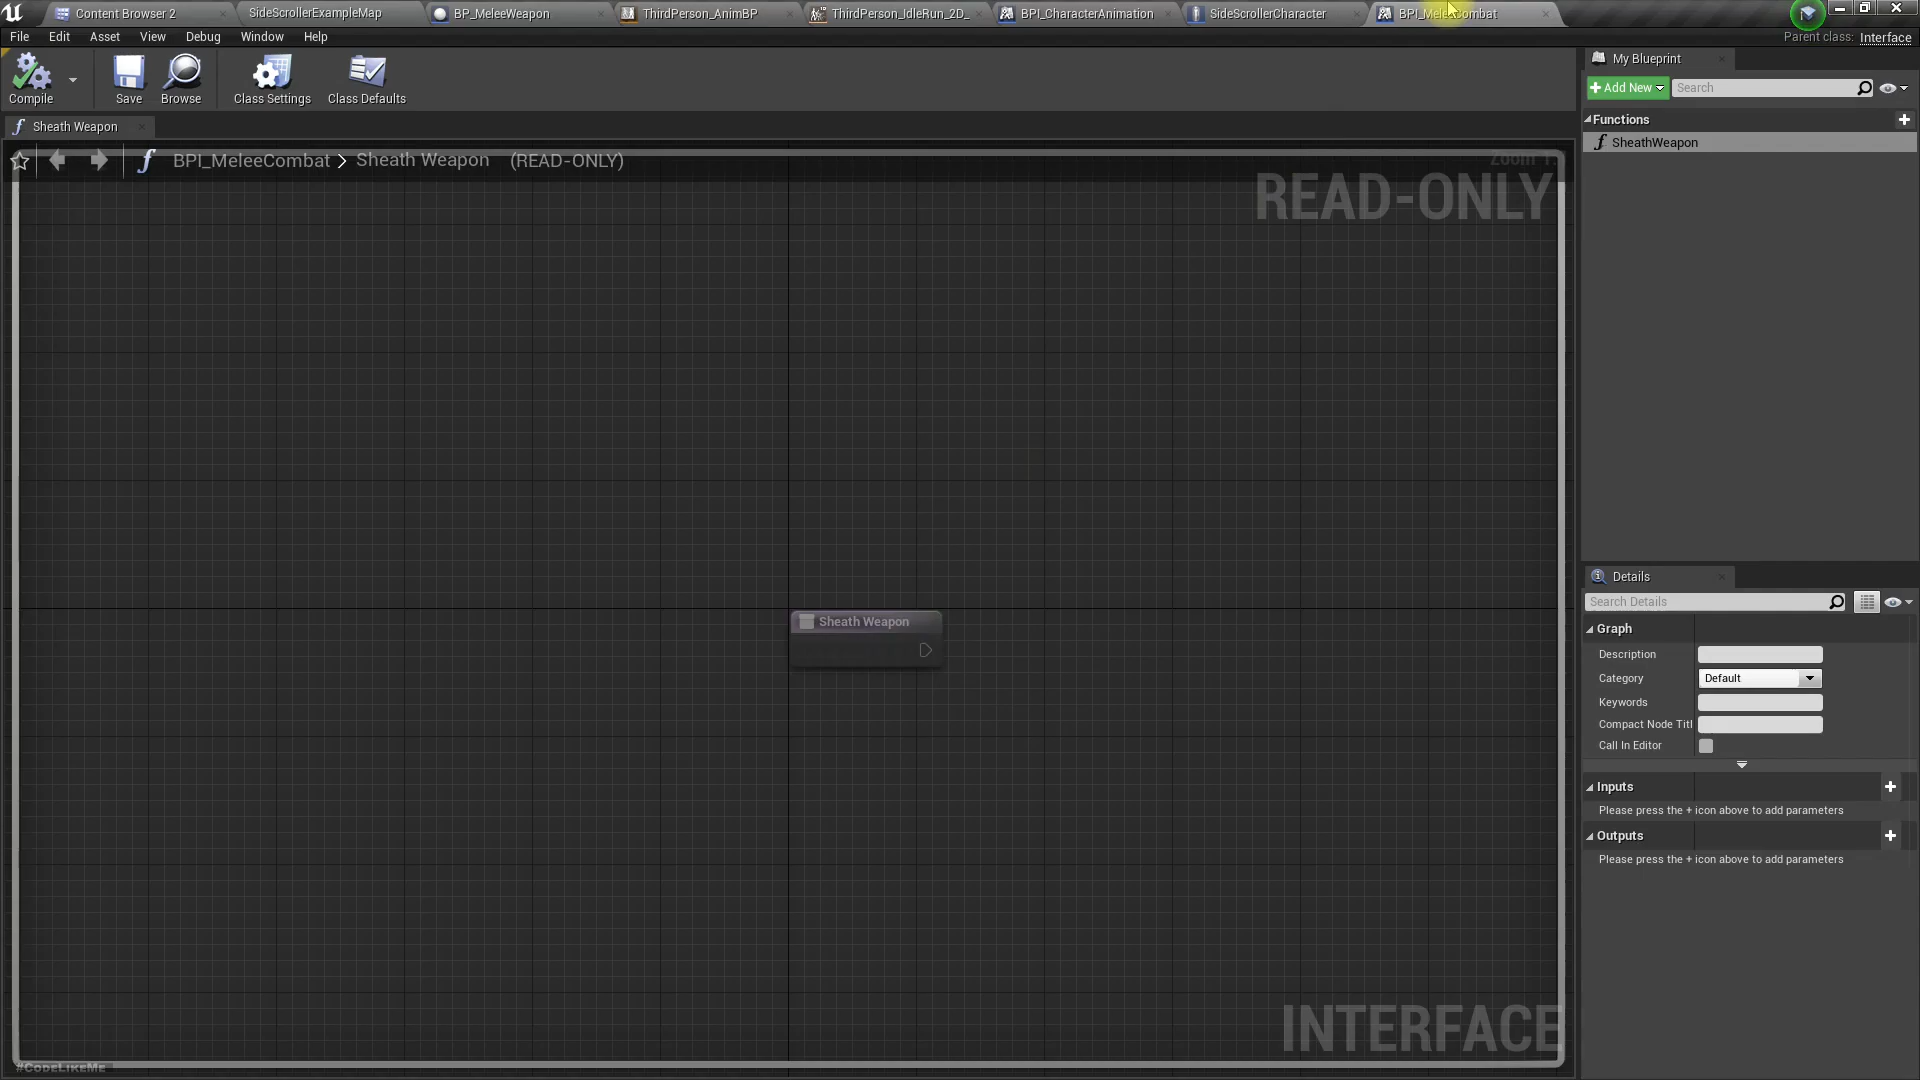 Content Browser 2
SideScrollerExampleMap
BP_MeleeWeapon
ThirdPerson_AnimBP
ThirdPerson_IdleRun_2D_
BPI_CharacterAnimation
SideScrollerCharacter
BPI_MeleeCombat
File Edit Asset View Debug Window Help
Parent class: Interface
Compile
Save
Browse
Class Settings
Class Defaults
My Blueprint
+ Add New
Search
Sheath Weapon
Functions
SheathWeapon
BPI_MeleeCombat > Sheath Weapon (READ-ONLY)
READ-ONLY
Sheath Weapon
Details
Search Details
Graph
Description
Category Default
Keywords
Compact Node Titl
Call In Editor
Inputs
Please press the + icon above to add parameters
Outputs
Please press the + icon above to add parameters
INTERFACE
#CodeLikeMe